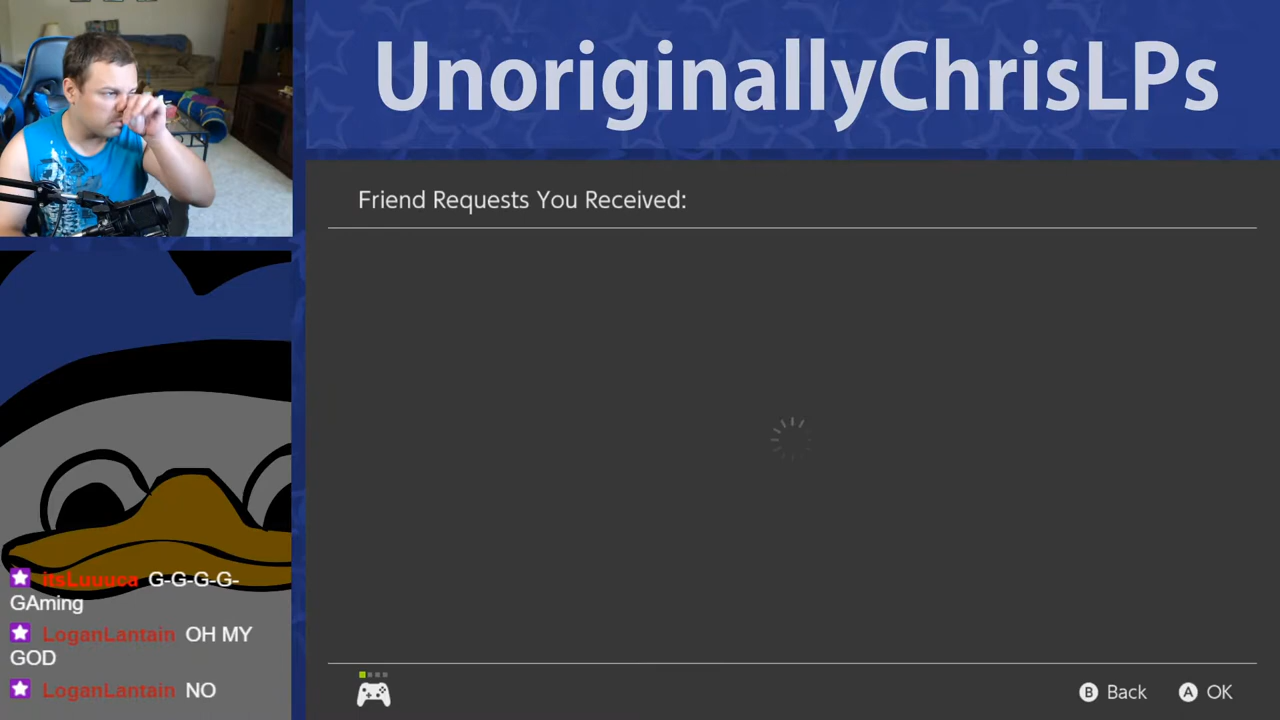 UnoriginallyChrisLPs
Friend Requests You Received:
itsLuuuca G-G-G-G-
GAming
LoganLantain OH MY
GOD
LoganLantain NO
B Back A OK